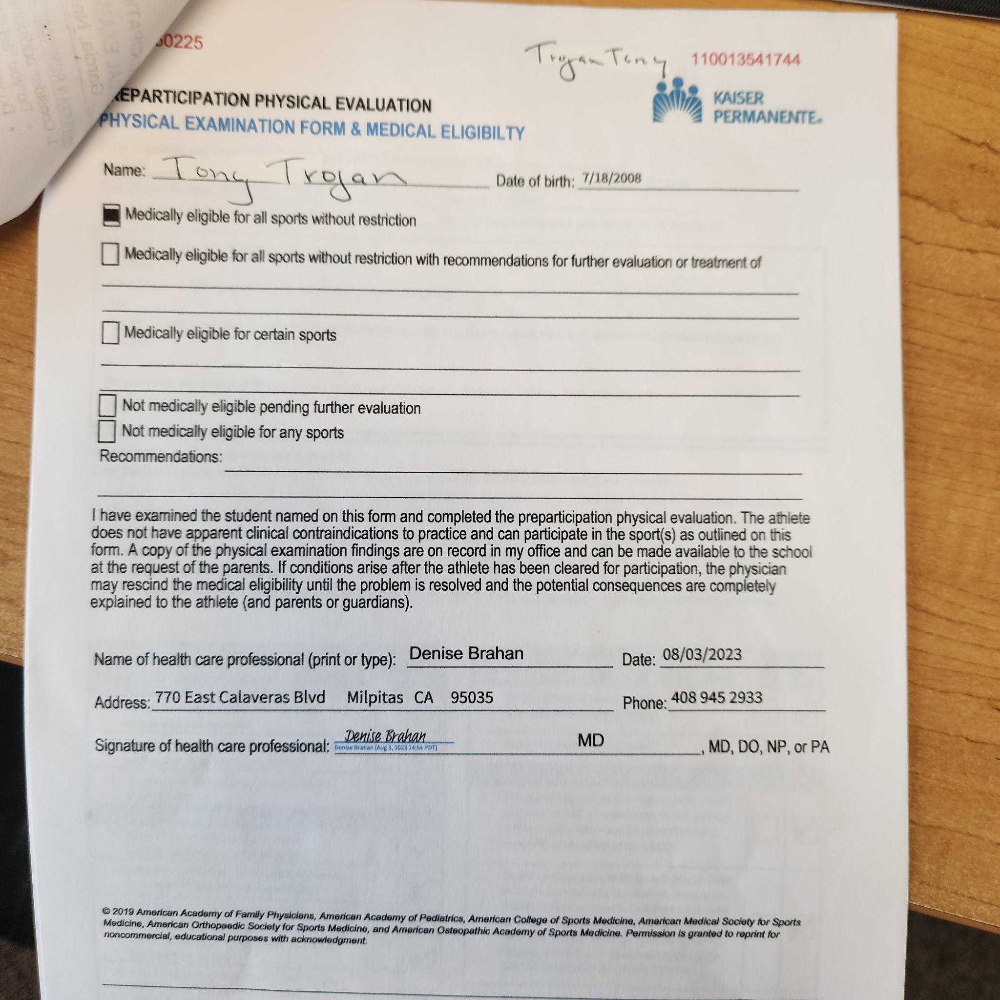 0225
Trojan Tony 110013541744
KAISER
PERMANENTE®
EPARTICIPATION PHYSICAL EVALUATION
PHYSICAL EXAMINATION FORM & MEDICAL ELIGIBILTY
Name: Tony Trojan Date of birth: 7/18/2008
Medically eligible for all sports without restriction
Medically eligible for all sports without restriction with recommendations for further evaluation or treatment of
Medically eligible for certain sports
Not medically eligible pending further evaluation
Not medically eligible for any sports
Recommendations:
I have examined the student named on this form and completed the preparticipation physical evaluation. The athlete
does not have apparent clinical contraindications to practice and can participate in the sport(s) as outlined on this
form. A copy of the physical examination findings are on record in my office and can be made available to the school
at the request of the parents. If conditions arise after the athlete has been cleared for participation, the physician
may rescind the medical eligibility until the problem is resolved and the potential consequences are completely
explained to the athlete (and parents or guardians).
Name of health care professional (print or type): Denise Brahan Date: 08/03/2023
Address: 770 East Calaveras Blvd Milpitas CA 95035 Phone: 408 945 2933
Signature of health care professional: Denise Brahan MD , MD, DO, NP, or PA
Denise Brahan (Aug 3, 2023 14:54 PDT)
© 2019 American Academy of Family Physicians, American Academy of Pediatrics, American College of Sports Medicine, American Medical Society for Sports
Medicine, American Orthopaedic Society for Sports Medicine, and American Osteopathic Academy of Sports Medicine. Permission is granted to reprint for
noncommercial, educational purposes with acknowledgment.